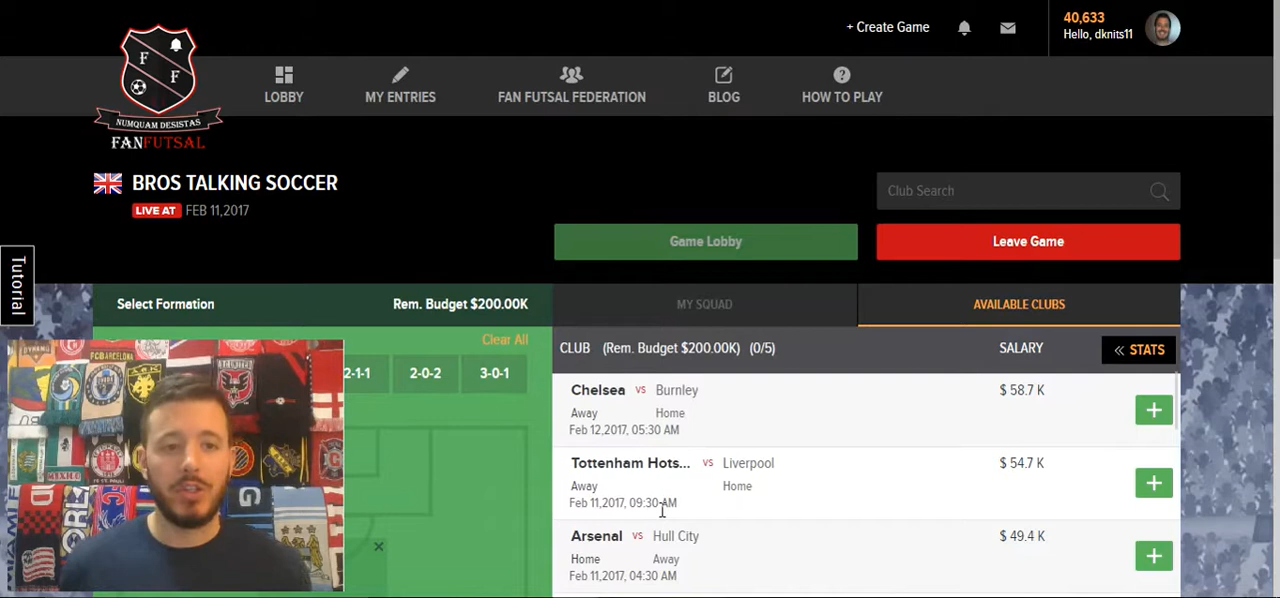 + Create Game
40,633
Hello, dknits11
F
F
NUMQUAM DESISTAS
FANFUTSAL
LOBBY
MY ENTRIES
FAN FUTSAL FEDERATION
BLOG
HOW TO PLAY
BROS TALKING SOCCER
LIVE AT FEB 11,2017
Club Search
Game Lobby
Leave Game
Tutorial
Select Formation
Rem. Budget $200.00K
MY SQUAD
AVAILABLE CLUBS
Clear All
2-1-1
2-0-2
3-0-1
CLUB (Rem. Budget $200.00K) (0/5)
SALARY
« STATS
Chelsea vs Burnley
$ 58.7 K
Away Home
Feb 12,2017, 05:30 AM
Tottenham Hots... vs Liverpool
$ 54.7 K
Away Home
Feb 11,2017, 09:30 AM
Arsenal vs Hull City
$ 49.4 K
Home Away
Feb 11,2017, 04:30 AM
FCBARCELONA